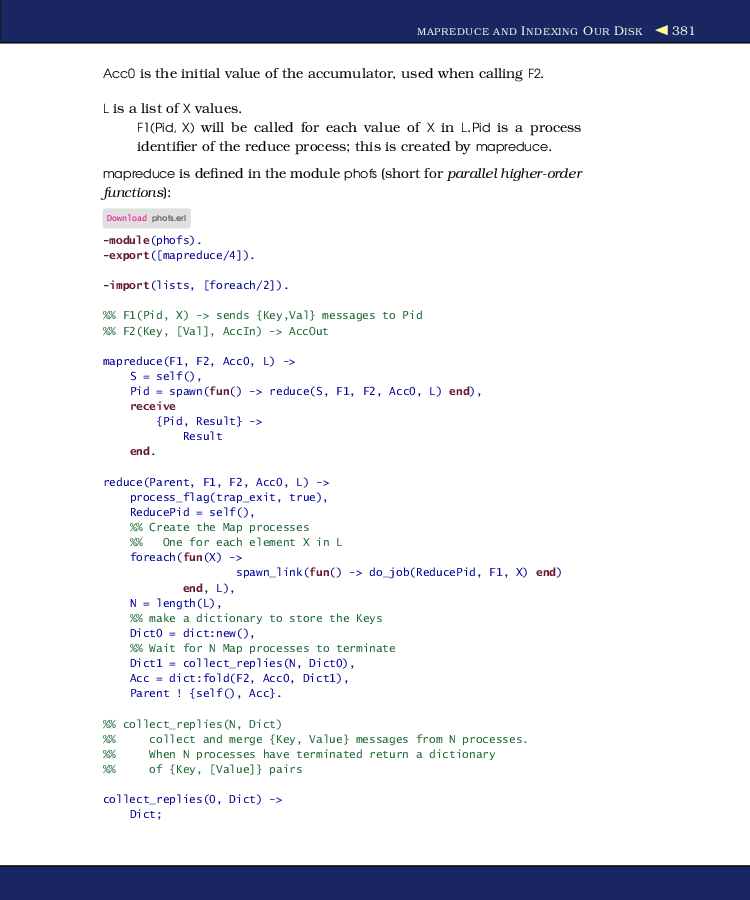 MAPREDUCE AND INDEXING OUR DISK ◀ 381
Acc0 is the initial value of the accumulator, used when calling F2.
L is a list of X values.
F1(Pid, X) will be called for each value of X in L.Pid is a process
identifier of the reduce process; this is created by mapreduce.
mapreduce is defined in the module phofs (short for parallel higher-order
functions):
Download phofs.erl
-module(phofs).
-export([mapreduce/4]).
-import(lists, [foreach/2]).
%% F1(Pid, X) -> sends {Key,Val} messages to Pid
%% F2(Key, [Val], AccIn) -> AccOut
mapreduce(F1, F2, Acc0, L) ->
    S = self(),
    Pid = spawn(fun() -> reduce(S, F1, F2, Acc0, L) end),
    receive
        {Pid, Result} ->
            Result
    end.
reduce(Parent, F1, F2, Acc0, L) ->
    process_flag(trap_exit, true),
    ReducePid = self(),
    %% Create the Map processes
    %%   One for each element X in L
    foreach(fun(X) ->
                    spawn_link(fun() -> do_job(ReducePid, F1, X) end)
            end, L),
    N = length(L),
    %% make a dictionary to store the Keys
    Dict0 = dict:new(),
    %% Wait for N Map processes to terminate
    Dict1 = collect_replies(N, Dict0),
    Acc = dict:fold(F2, Acc0, Dict1),
    Parent ! {self(), Acc}.
%% collect_replies(N, Dict)
%%     collect and merge {Key, Value} messages from N processes.
%%     When N processes have terminated return a dictionary
%%     of {Key, [Value]} pairs
collect_replies(0, Dict) ->
    Dict;